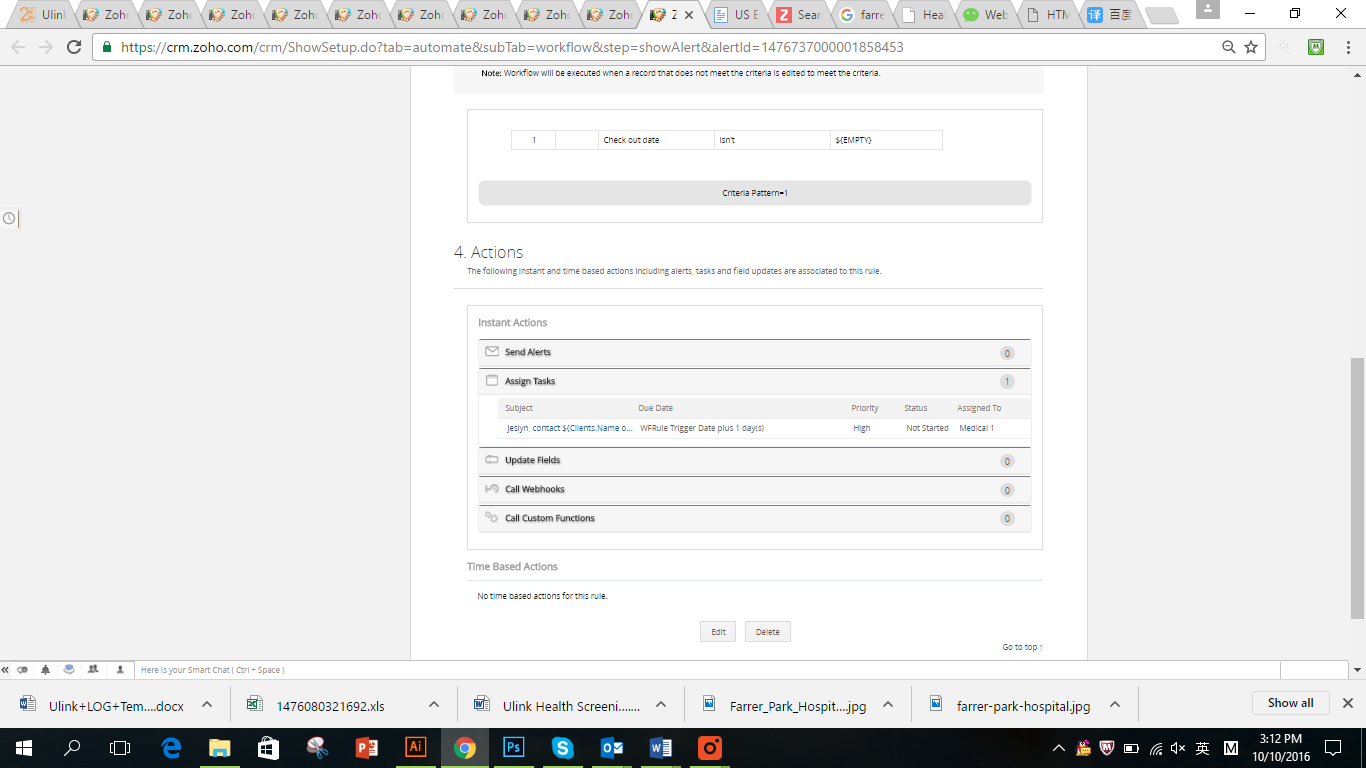 Ulink
Zoho
Zoho
Zoho
Zoho
Zoho
Zoho
Zoho
Zoho
Zoho
Z
US E
Sear
farre
Heal
Web
HTM
百度
https://crm.zoho.com/crm/ShowSetup.do?tab=automate&subTab=workflow&step=showAlert&alertId=1476737000001858453
Note: Workflow will be executed when a record that does not meet the criteria is edited to meet the criteria.
1 Check out date Isn't ${EMPTY}
Criteria Pattern=1
4. Actions
The following instant and time based actions including alerts, tasks and field updates are associated to this rule.
Instant Actions
Send Alerts 0
Assign Tasks 1
Subject Due Date Priority Status Assigned To
Jeslyn, contact ${Clients.Name o... WFRule Trigger Date plus 1 day(s) High Not Started Medical 1
Update Fields 0
Call Webhooks 0
Call Custom Functions 0
Time Based Actions
No time based actions for this rule.
Edit Delete
Go to top ↑
Here is your Smart Chat ( Ctrl + Space )
Ulink+LOG+Tem....docx 1476080321692.xls Ulink Health Screeni....... Farrer_Park_Hospit....jpg farrer-park-hospital.jpg Show all
英 M 3:12 PM
10/10/2016